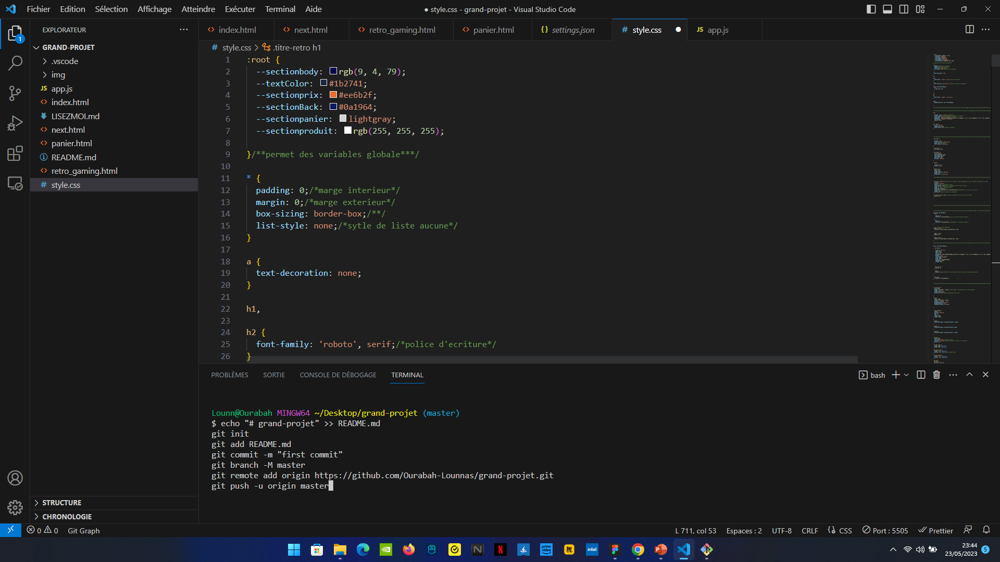 Fichier Edition Sélection Affichage Atteindre Exécuter Terminal Aide
● style.css - grand-projet - Visual Studio Code
EXPLORATEUR
index.html
next.html
retro_gaming.html
panier.html
settings.json
style.css
JS app.js
GRAND-PROJET
.vscode
img
JS app.js
index.html
LISEZMOI.md
next.html
panier.html
README.md
retro_gaming.html
# style.css
# style.css > .titre-retro h1
1 :root {
2 --sectionbody: rgb(9, 4, 79);
3 --textColor: #1b2741;
4 --sectionprix: #ee6b2f;
5 --sectionBack: #0a1964;
6 --sectionpanier: lightgray;
7 --sectionproduit: rgb(255, 255, 255);
8
9 }/**permet des variables globale***/
10
11 * {
12 padding: 0;/*marge interieur*/
13 margin: 0;/*marge exterieur*/
14 box-sizing: border-box;/**/
15 list-style: none;/*sytle de liste aucune*/
16 }
17
18 a {
19 text-decoration: none;
20 }
21
22 h1,
23
24 h2 {
25 font-family: 'roboto', serif;/*police d'ecriture*/
26 }
PROBLÈMES SORTIE CONSOLE DE DÉBOGAGE TERMINAL
bash
Lounn@Ourabah MINGW64 ~/Desktop/grand-projet (master)
$ echo "# grand-projet" >> README.md
git init
git add README.md
git commit -m "first commit"
git branch -M master
git remote add origin https://github.com/Ourabah-Lounnas/grand-projet.git
git push -u origin master
STRUCTURE
CHRONOLOGIE
0 0 Git Graph
L 711, col 53 Espaces : 2 UTF-8 CRLF CSS Port : 5505 Prettier
23:44
23/05/2023
5